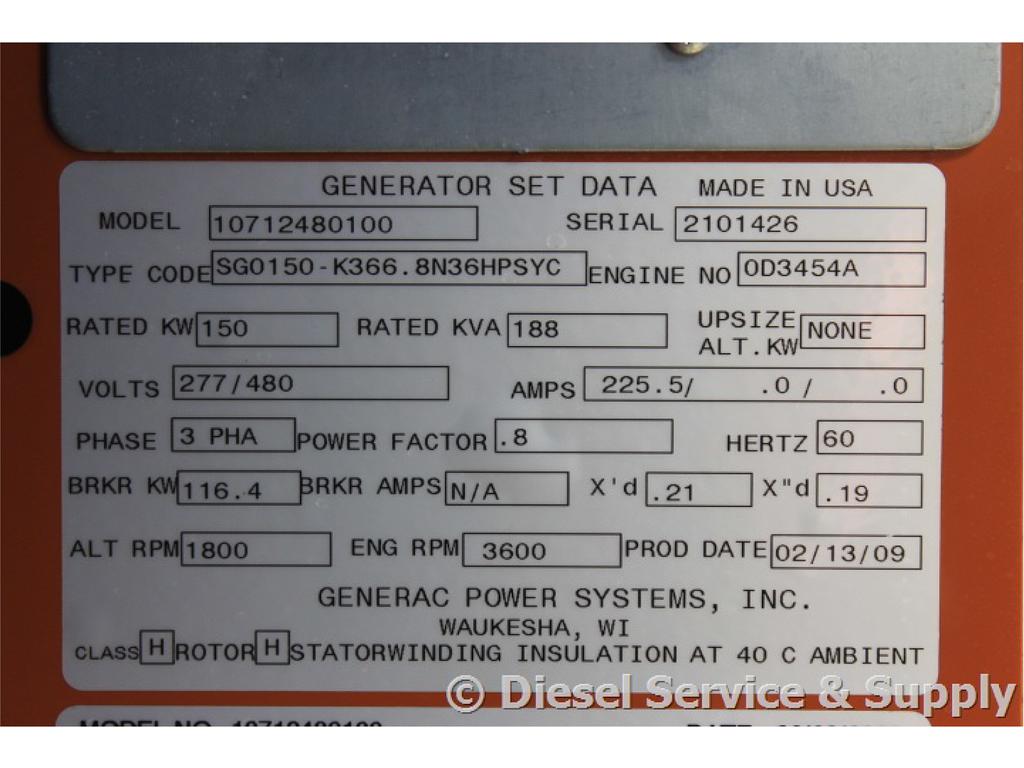 GENERATOR SET DATA MADE IN USA
MODEL 10712480100 SERIAL 2101426
TYPE CODE SG0150-K366.8N36HPSYC ENGINE NO 0D3454A
RATED KW 150 RATED KVA 188 UPSIZE ALT.KW NONE
VOLTS 277/480 AMPS 225.5/ .0 / .0
PHASE 3 PHA POWER FACTOR .8 HERTZ 60
BRKR KW 116.4 BRKR AMPS N/A X'd .21 X"d .19
ALT RPM 1800 ENG RPM 3600 PROD DATE 02/13/09
GENERAC POWER SYSTEMS, INC.
WAUKESHA, WI
CLASS H ROTOR H STATORWINDING INSULATION AT 40 C AMBIENT
© Diesel Service & Supply
MODEL NO 10712480100